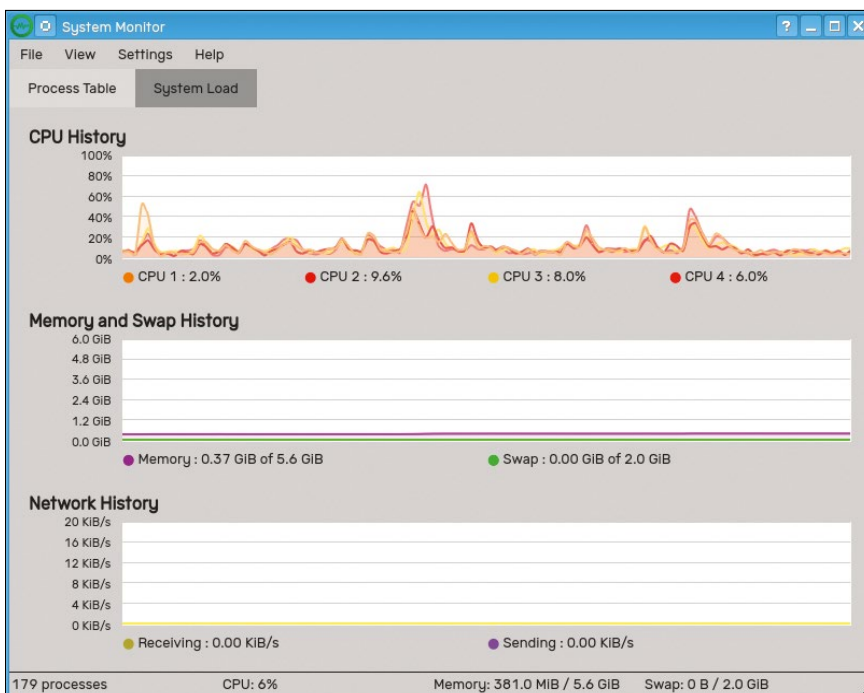 System Monitor
File View Settings Help
Process Table System Load
CPU History
100%
80%
60%
40%
20%
0%
CPU 1 : 2.0% CPU 2 : 9.6% CPU 3 : 8.0% CPU 4 : 6.0%
Memory and Swap History
6.0 GiB
4.8 GiB
3.6 GiB
2.4 GiB
1.2 GiB
0.0 GiB
Memory : 0.37 GiB of 5.6 GiB Swap : 0.00 GiB of 2.0 GiB
Network History
20 KiB/s
16 KiB/s
12 KiB/s
8 KiB/s
4 KiB/s
0 KiB/s
Receiving : 0.00 KiB/s Sending : 0.00 KiB/s
179 processes CPU: 6% Memory: 381.0 MiB / 5.6 GiB Swap: 0 B / 2.0 GiB